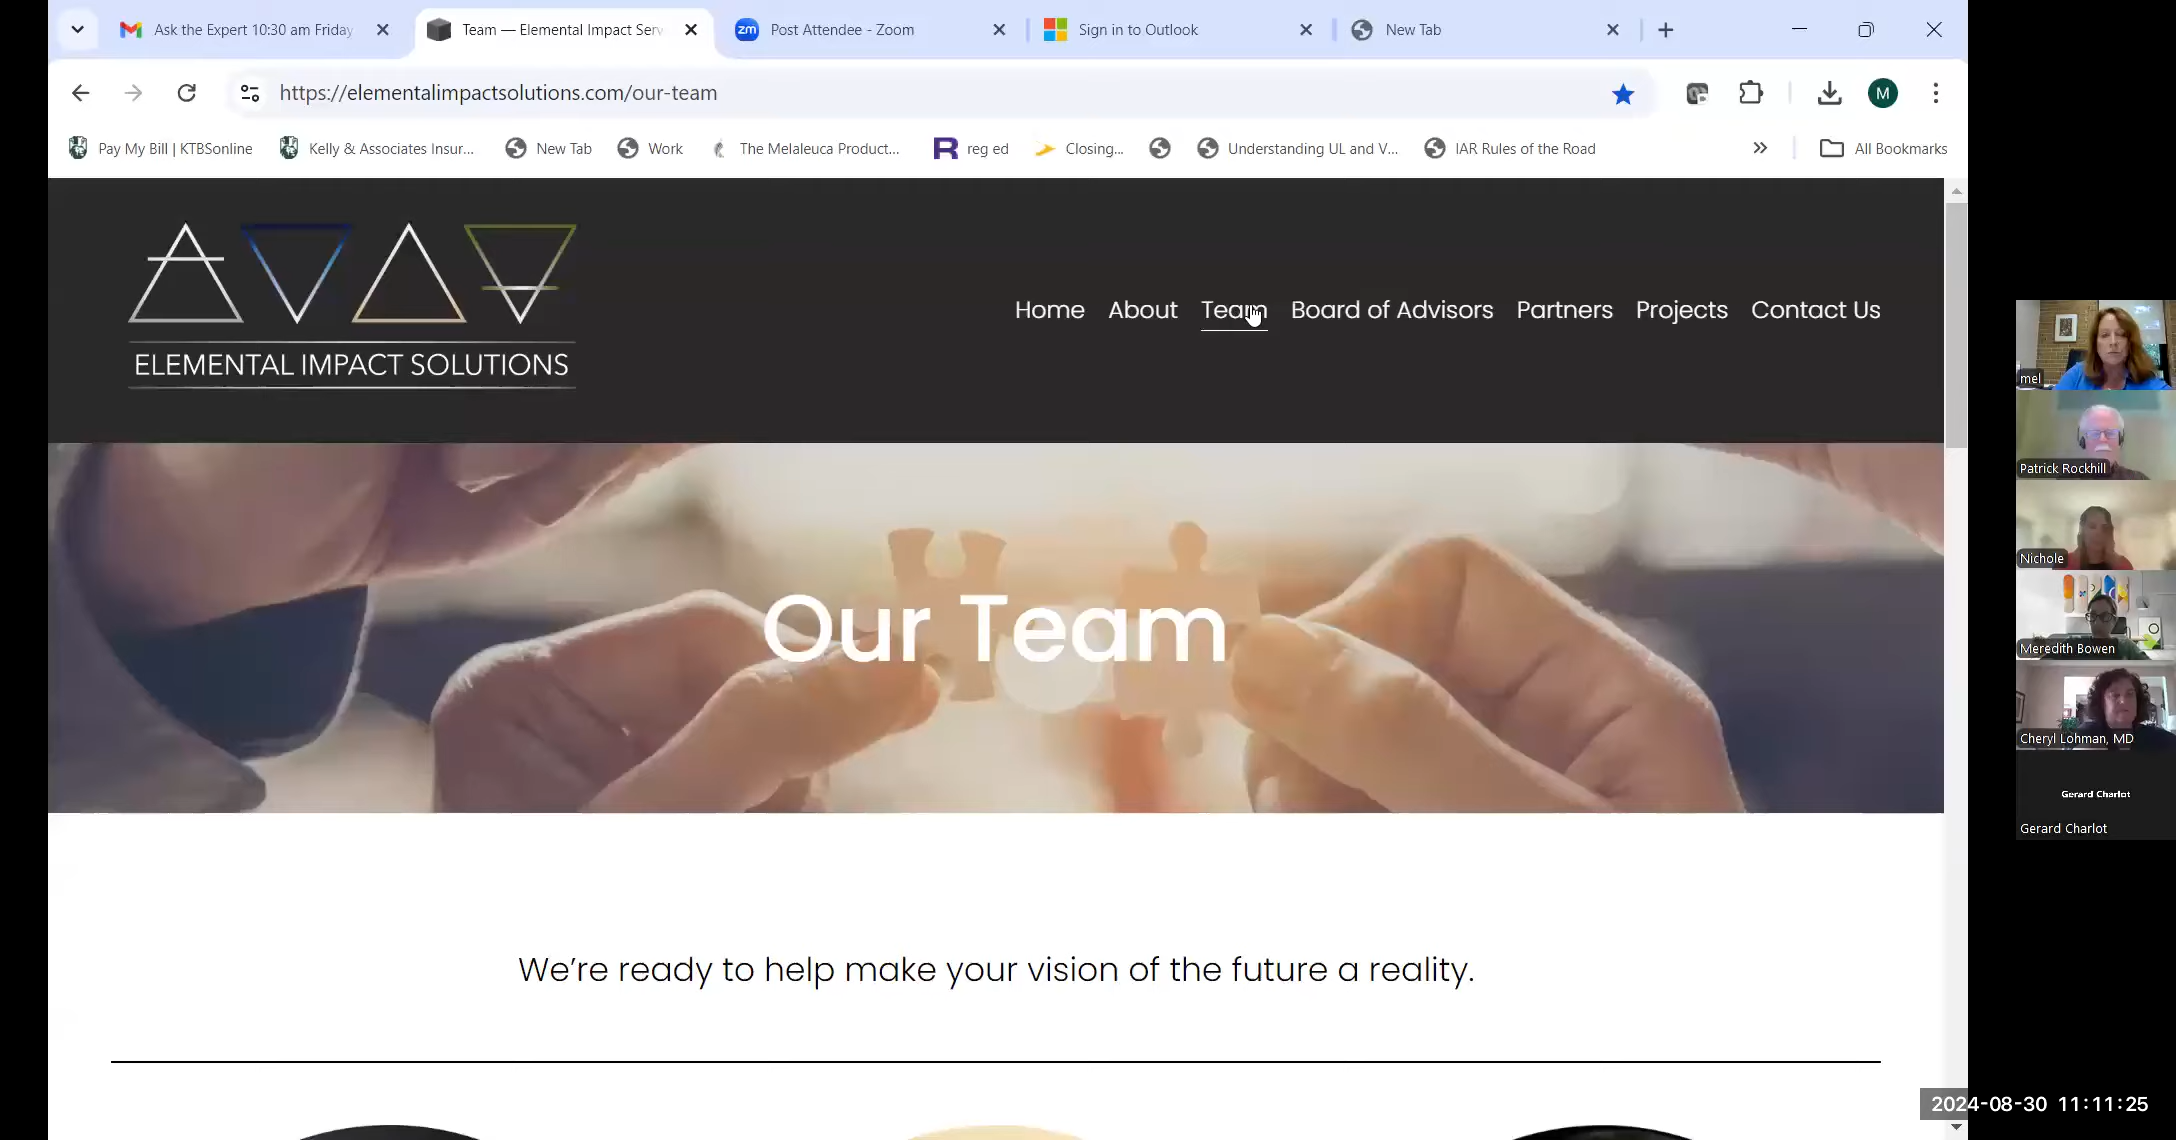 Ask the Expert 10:30 am Friday
Team — Elemental Impact Serv
zm
Post Attendee - Zoom
Sign in to Outlook
New Tab
https://elementalimpactsolutions.com/our-team
M
Pay My Bill | KTBSonline
Kelly & Associates Insur...
New Tab
Work
The Melaleuca Product...
R reg ed
Closing...
Understanding UL and V...
IAR Rules of the Road
All Bookmarks
ELEMENTAL IMPACT SOLUTIONS
Home About Team Board of Advisors Partners Projects Contact Us
Our Team
We're ready to help make your vision of the future a reality.
mel
Patrick Rockhill
Nichole
Meredith Bowen
Cheryl Lohman, MD
Gerard Charlot
Gerard Charlot
2024-08-30 11:11:25